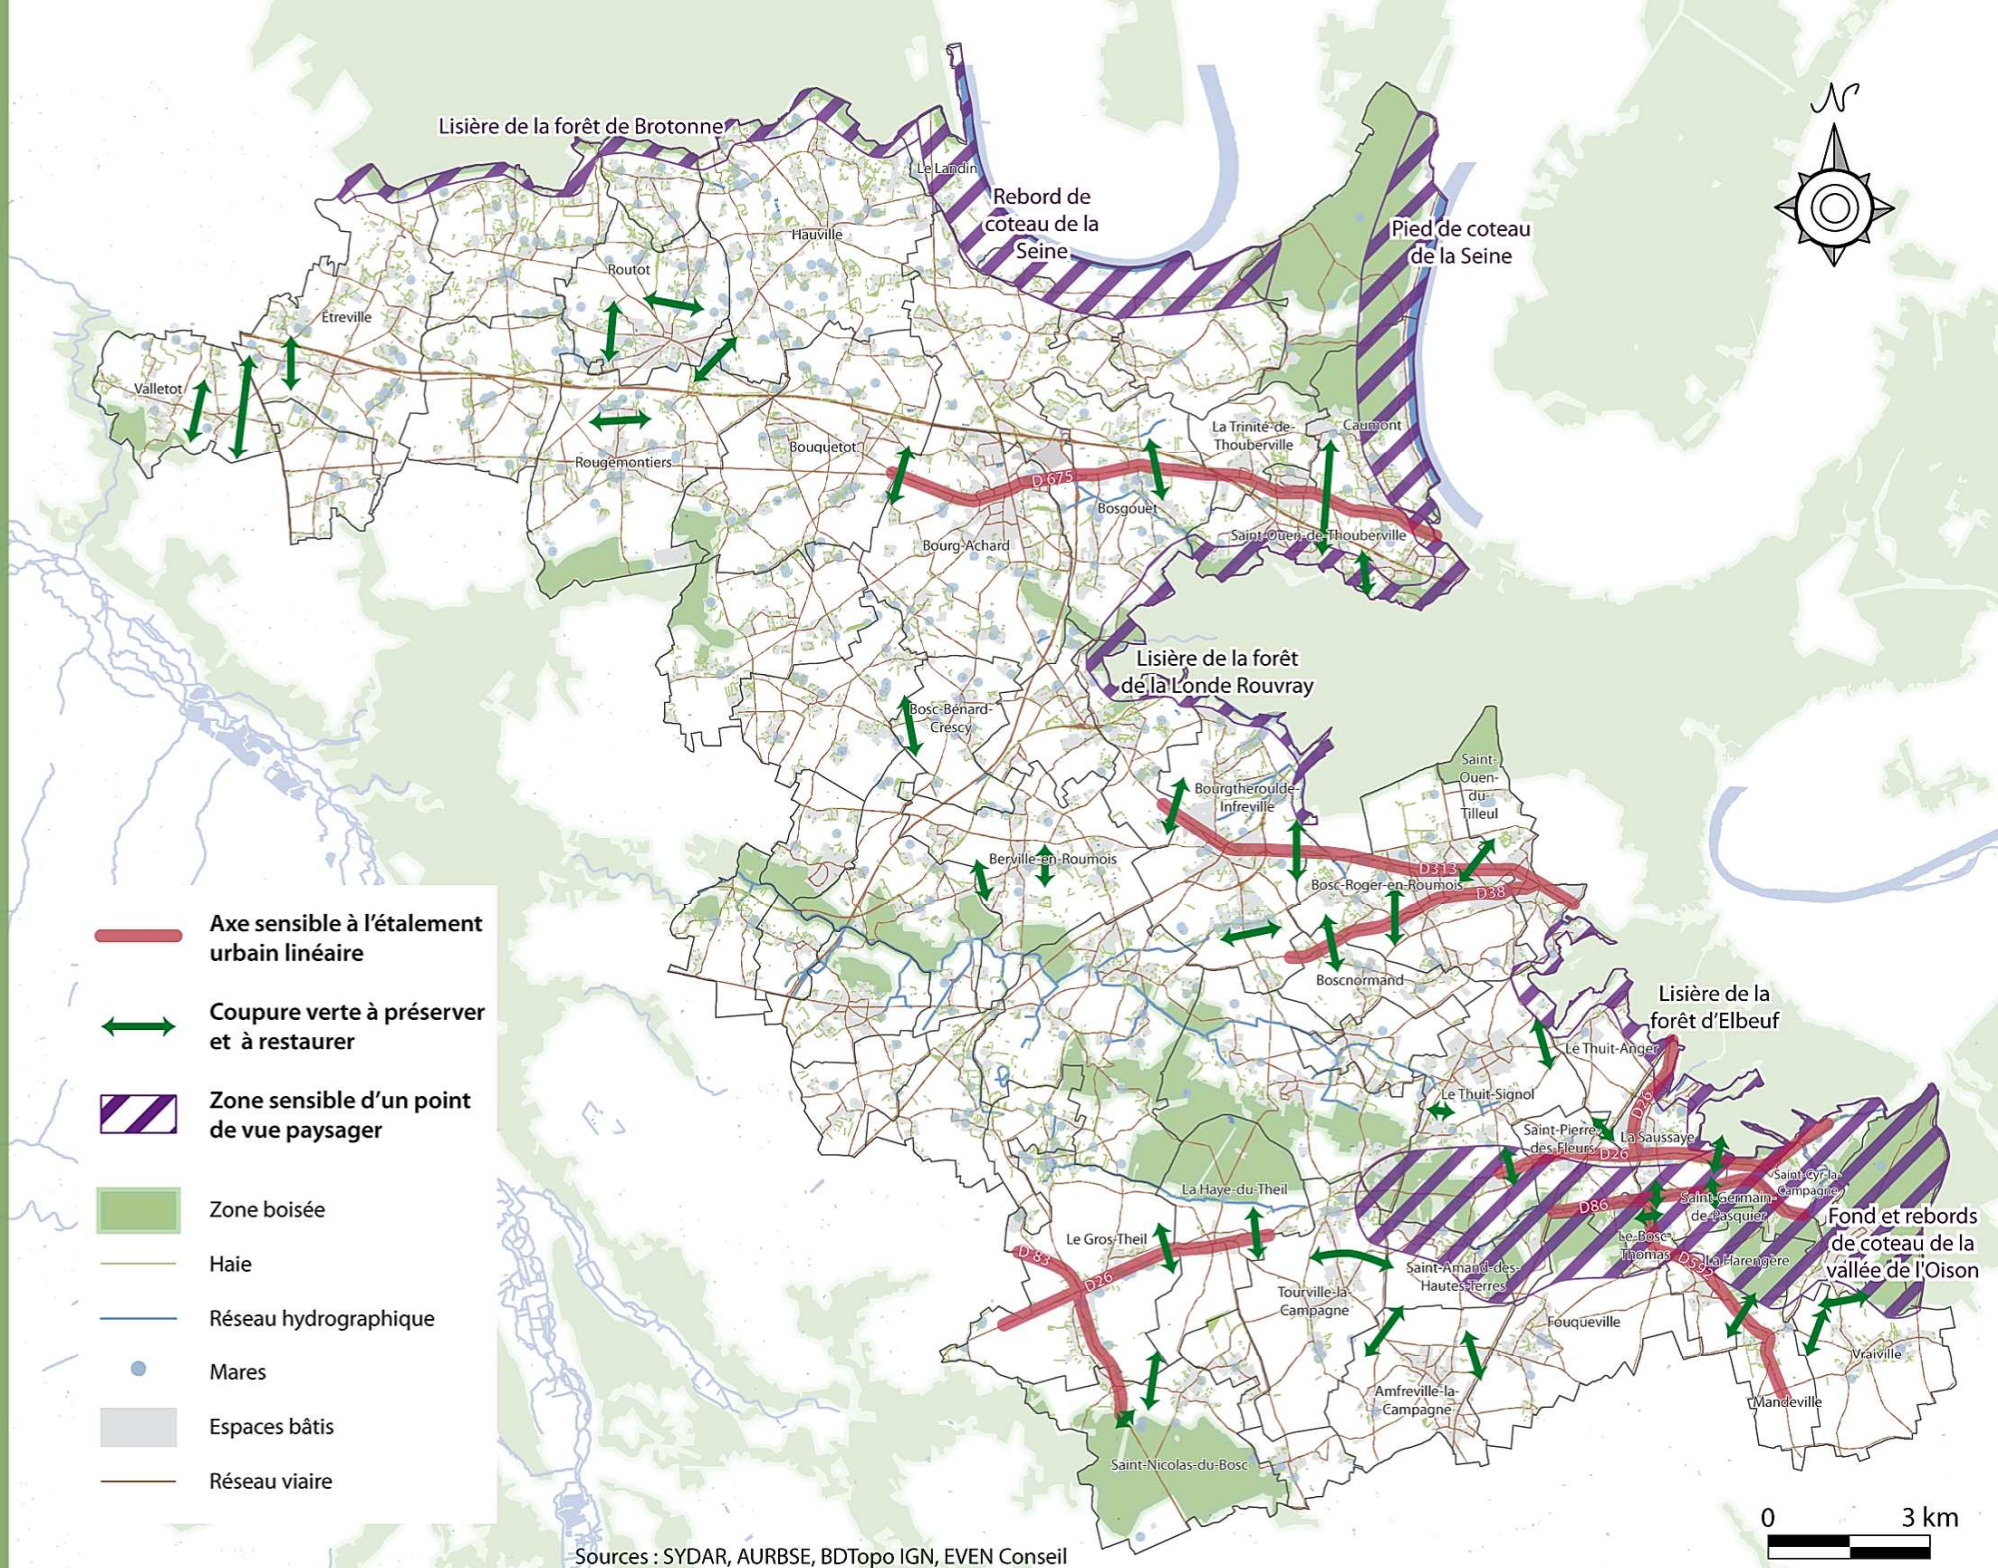 N
Lisière de la forêt de Brotonne
Le Landin
Rebord de
coteau de la
Seine
Pied de coteau
de la Seine
Hauville
Routot
Etreville
Valletot
La Trinité-de-
Thouberville
Caumont
Bouquetot
Rougemontiers
D 675
Bosgouet
Saint-Ouen-de-Thouberville
Bourg-Achard
Lisière de la forêt
de la Londe Rouvray
Bosc-Bénard-
Crescy
Saint-
Ouen-
du-
Tilleul
Bourgtheroulde-
Infreville
Berville-en-Roumois
D313
Bosc-Roger-en-Roumois
D38
Boscnormand
Lisière de la
forêt d'Elbeuf
Le Thuit-Anger
Le Thuit-Signol
D26
Saint-Pierre-
des-Fleurs
La Saussaye
D26
Saint-Cyr-la-
Campagne
La Haye-du-Theil
D86
Saint-Germain-
de-Pasquier
Fond et rebords
de coteau de la
vallée de l'Oison
Le Gros-Theil
Le-Bosc-
Thomas
D 83
D26
D595
La Harengère
Saint-Amand-des-
Hautes-Terres
Tourville-la-
Campagne
Fouqueville
Vraiville
Amfreville-la-
Campagne
Mandeville
Saint-Nicolas-du-Bosc
Axe sensible à l'étalement
urbain linéaire
Coupure verte à préserver
et à restaurer
Zone sensible d'un point
de vue paysager
Zone boisée
Haie
Réseau hydrographique
Mares
Espaces bâtis
Réseau viaire
0 3 km
Sources : SYDAR, AURBSE, BDTopo IGN, EVEN Conseil